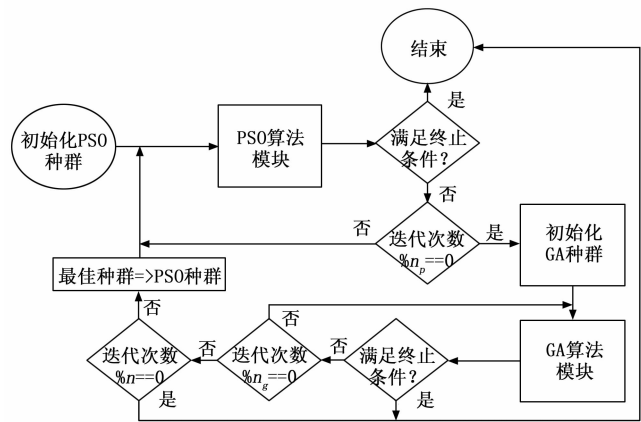 结束
是
初始化PSO
种群
PSO算法
模块
满足终止
条件?
否
否
迭代次数
%np==0
是
初始化
GA种群
最佳种群=>PSO种群
否
否
迭代次数
%n==0
是
否
迭代次数
%ng==0
否
满足终止
条件?
是
GA算法
模块